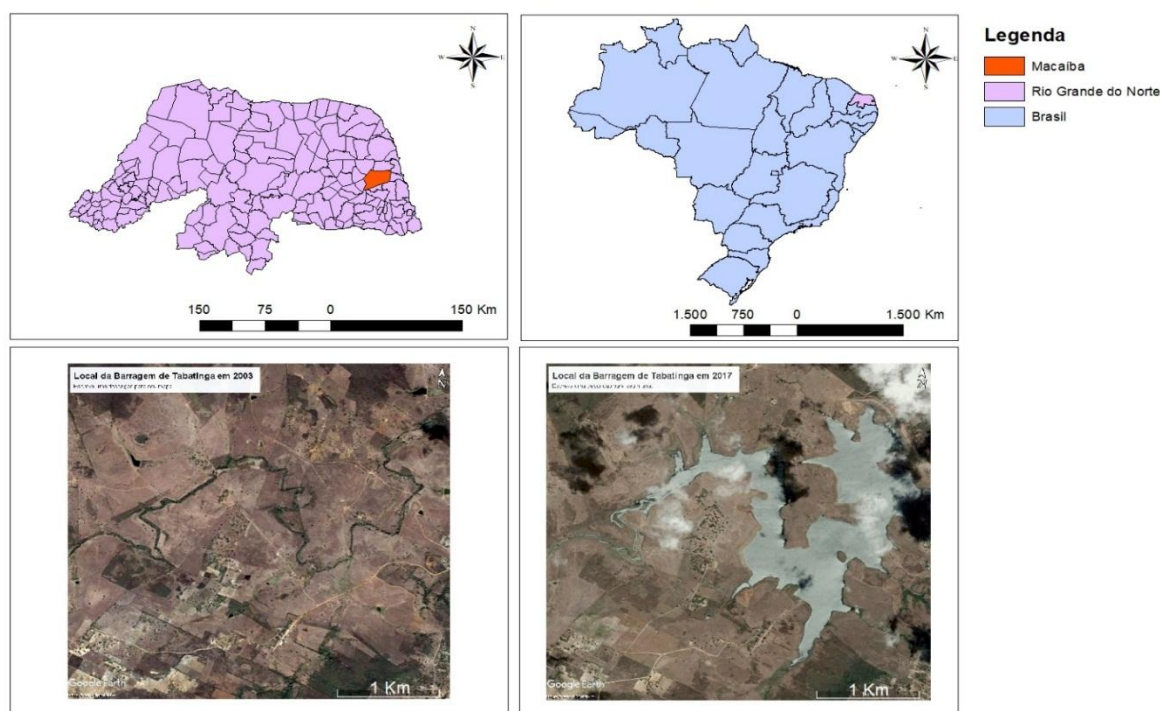 N
W
E
S
150 75 0 150 Km
N
W
E
S
1.500 750 0 1.500 Km
Legenda
Macaíba
Rio Grande do Norte
Brasil
Local da Barragem de Tabatinga em 2003
N
Google Earth
1 Km
Local da Barragem de Tabatinga em 2017
Google Earth
1 Km